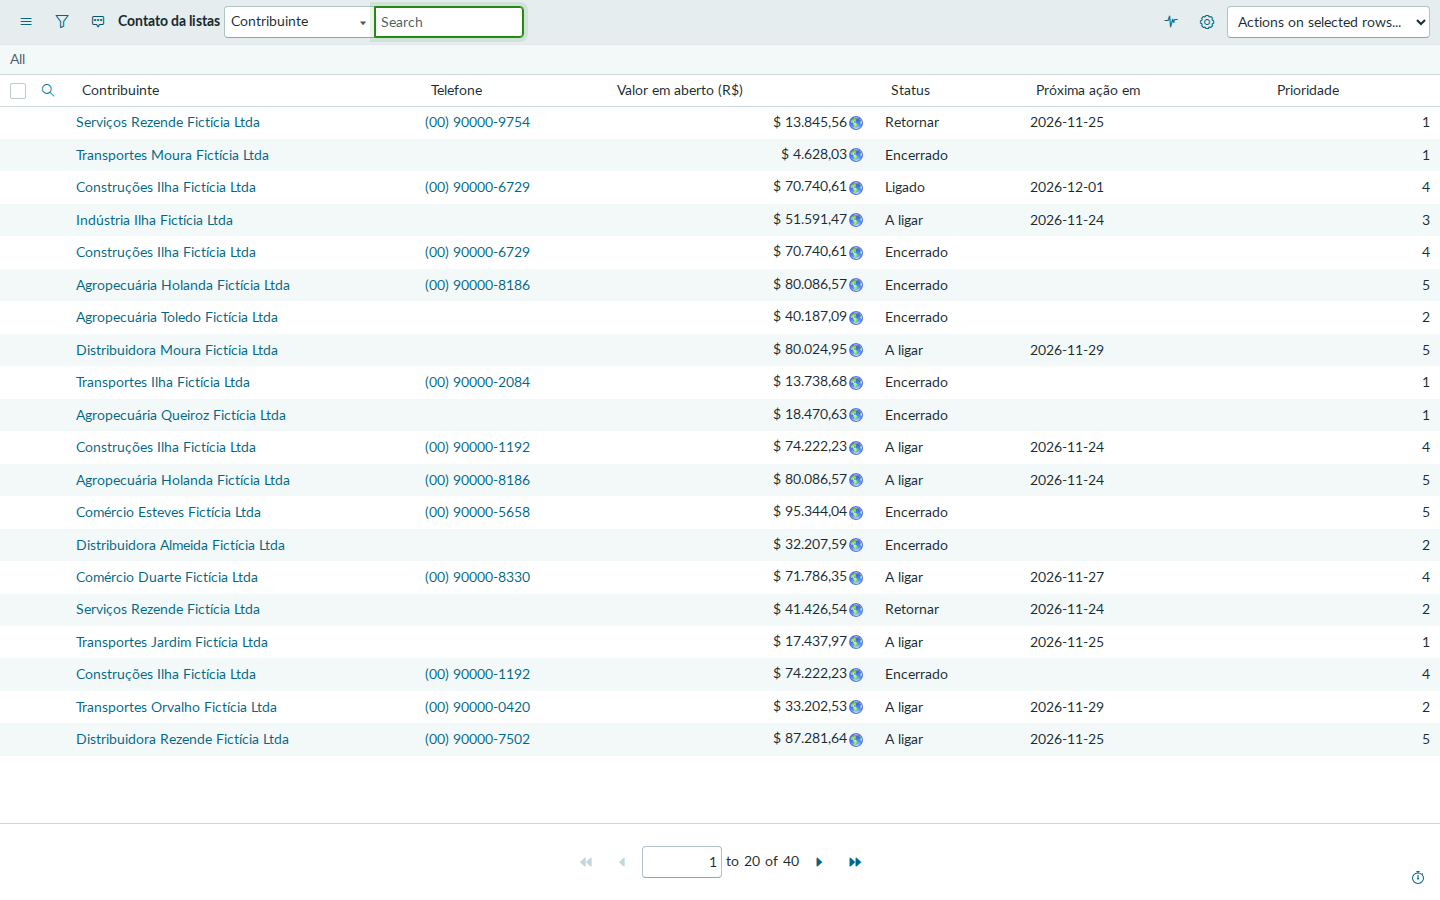 Contato da listas Contribuinte Search Actions on selected rows...
All
Contribuinte Telefone Valor em aberto (R$) Status Próxima ação em Prioridade
Serviços Rezende Fictícia Ltda (00) 90000-9754 $ 13.845,56 Retornar 2026-11-25 1
Transportes Moura Fictícia Ltda $ 4.628,03 Encerrado 1
Construções Ilha Fictícia Ltda (00) 90000-6729 $ 70.740,61 Ligado 2026-12-01 4
Indústria Ilha Fictícia Ltda $ 51.591,47 A ligar 2026-11-24 3
Construções Ilha Fictícia Ltda (00) 90000-6729 $ 70.740,61 Encerrado 4
Agropecuária Holanda Fictícia Ltda (00) 90000-8186 $ 80.086,57 Encerrado 5
Agropecuária Toledo Fictícia Ltda $ 40.187,09 Encerrado 2
Distribuidora Moura Fictícia Ltda $ 80.024,95 A ligar 2026-11-29 5
Transportes Ilha Fictícia Ltda (00) 90000-2084 $ 13.738,68 Encerrado 1
Agropecuária Queiroz Fictícia Ltda $ 18.470,63 Encerrado 1
Construções Ilha Fictícia Ltda (00) 90000-1192 $ 74.222,23 A ligar 2026-11-24 4
Agropecuária Holanda Fictícia Ltda (00) 90000-8186 $ 80.086,57 A ligar 2026-11-24 5
Comércio Esteves Fictícia Ltda (00) 90000-5658 $ 95.344,04 Encerrado 5
Distribuidora Almeida Fictícia Ltda $ 32.207,59 Encerrado 2
Comércio Duarte Fictícia Ltda (00) 90000-8330 $ 71.786,35 A ligar 2026-11-27 4
Serviços Rezende Fictícia Ltda $ 41.426,54 Retornar 2026-11-24 2
Transportes Jardim Fictícia Ltda $ 17.437,97 A ligar 2026-11-25 1
Construções Ilha Fictícia Ltda (00) 90000-1192 $ 74.222,23 Encerrado 4
Transportes Orvalho Fictícia Ltda (00) 90000-0420 $ 33.202,53 A ligar 2026-11-29 2
Distribuidora Rezende Fictícia Ltda (00) 90000-7502 $ 87.281,64 A ligar 2026-11-25 5
1 to 20 of 40